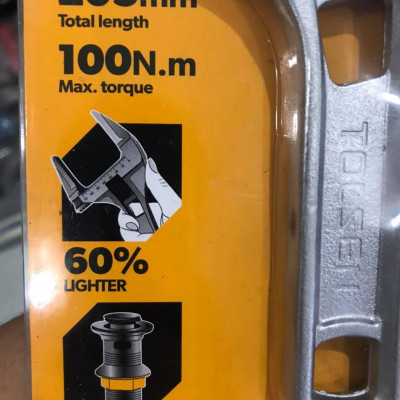 Total length
100N.m
Max. torque
60%
LIGHTER
TOLSEN